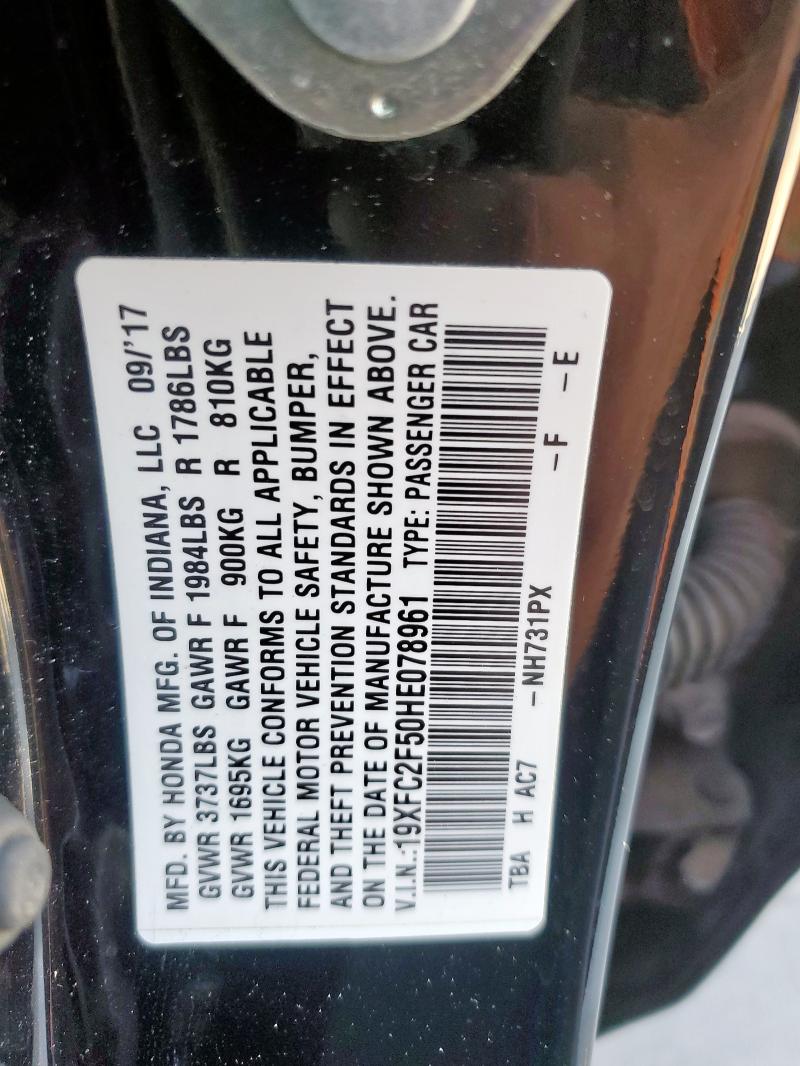 MFD. BY HONDA MFG. OF INDIANA, LLC 09/'17
GVWR 3737LBS GAWR F 1984LBS R 1786LBS
GVWR 1695KG GAWR F 900KG R 810KG
THIS VEHICLE CONFORMS TO ALL APPLICABLE
FEDERAL MOTOR VEHICLE SAFETY, BUMPER,
AND THEFT PREVENTION STANDARDS IN EFFECT
ON THE DATE OF MANUFACTURE SHOWN ABOVE.
V.I.N.:19XFC2F50HE078961 TYPE: PASSENGER CAR
TBA H AC7 -NH731PX -F -E